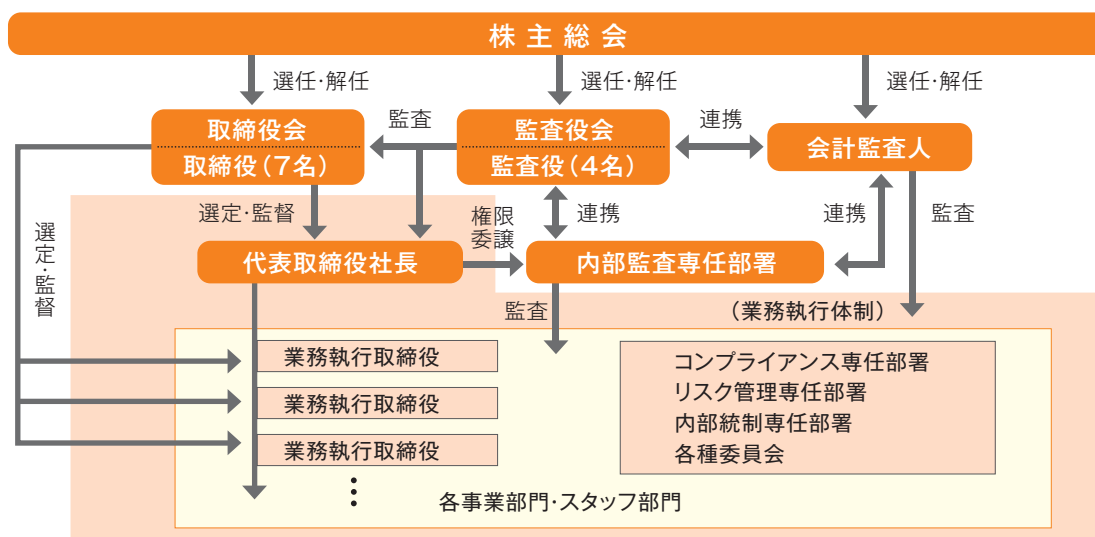 株主総会
選任・解任
選任・解任
選任・解任
取締役会
取締役（7名）
監査
監査役会
監査役（4名）
連携
会計監査人
選定・監督
選定・監督
権限
委譲
連携
連携
監査
代表取締役社長
内部監査専任部署
監査
（業務執行体制）
業務執行取締役
業務執行取締役
業務執行取締役
コンプライアンス専任部署
リスク管理専任部署
内部統制専任部署
各種委員会
各事業部門・スタッフ部門